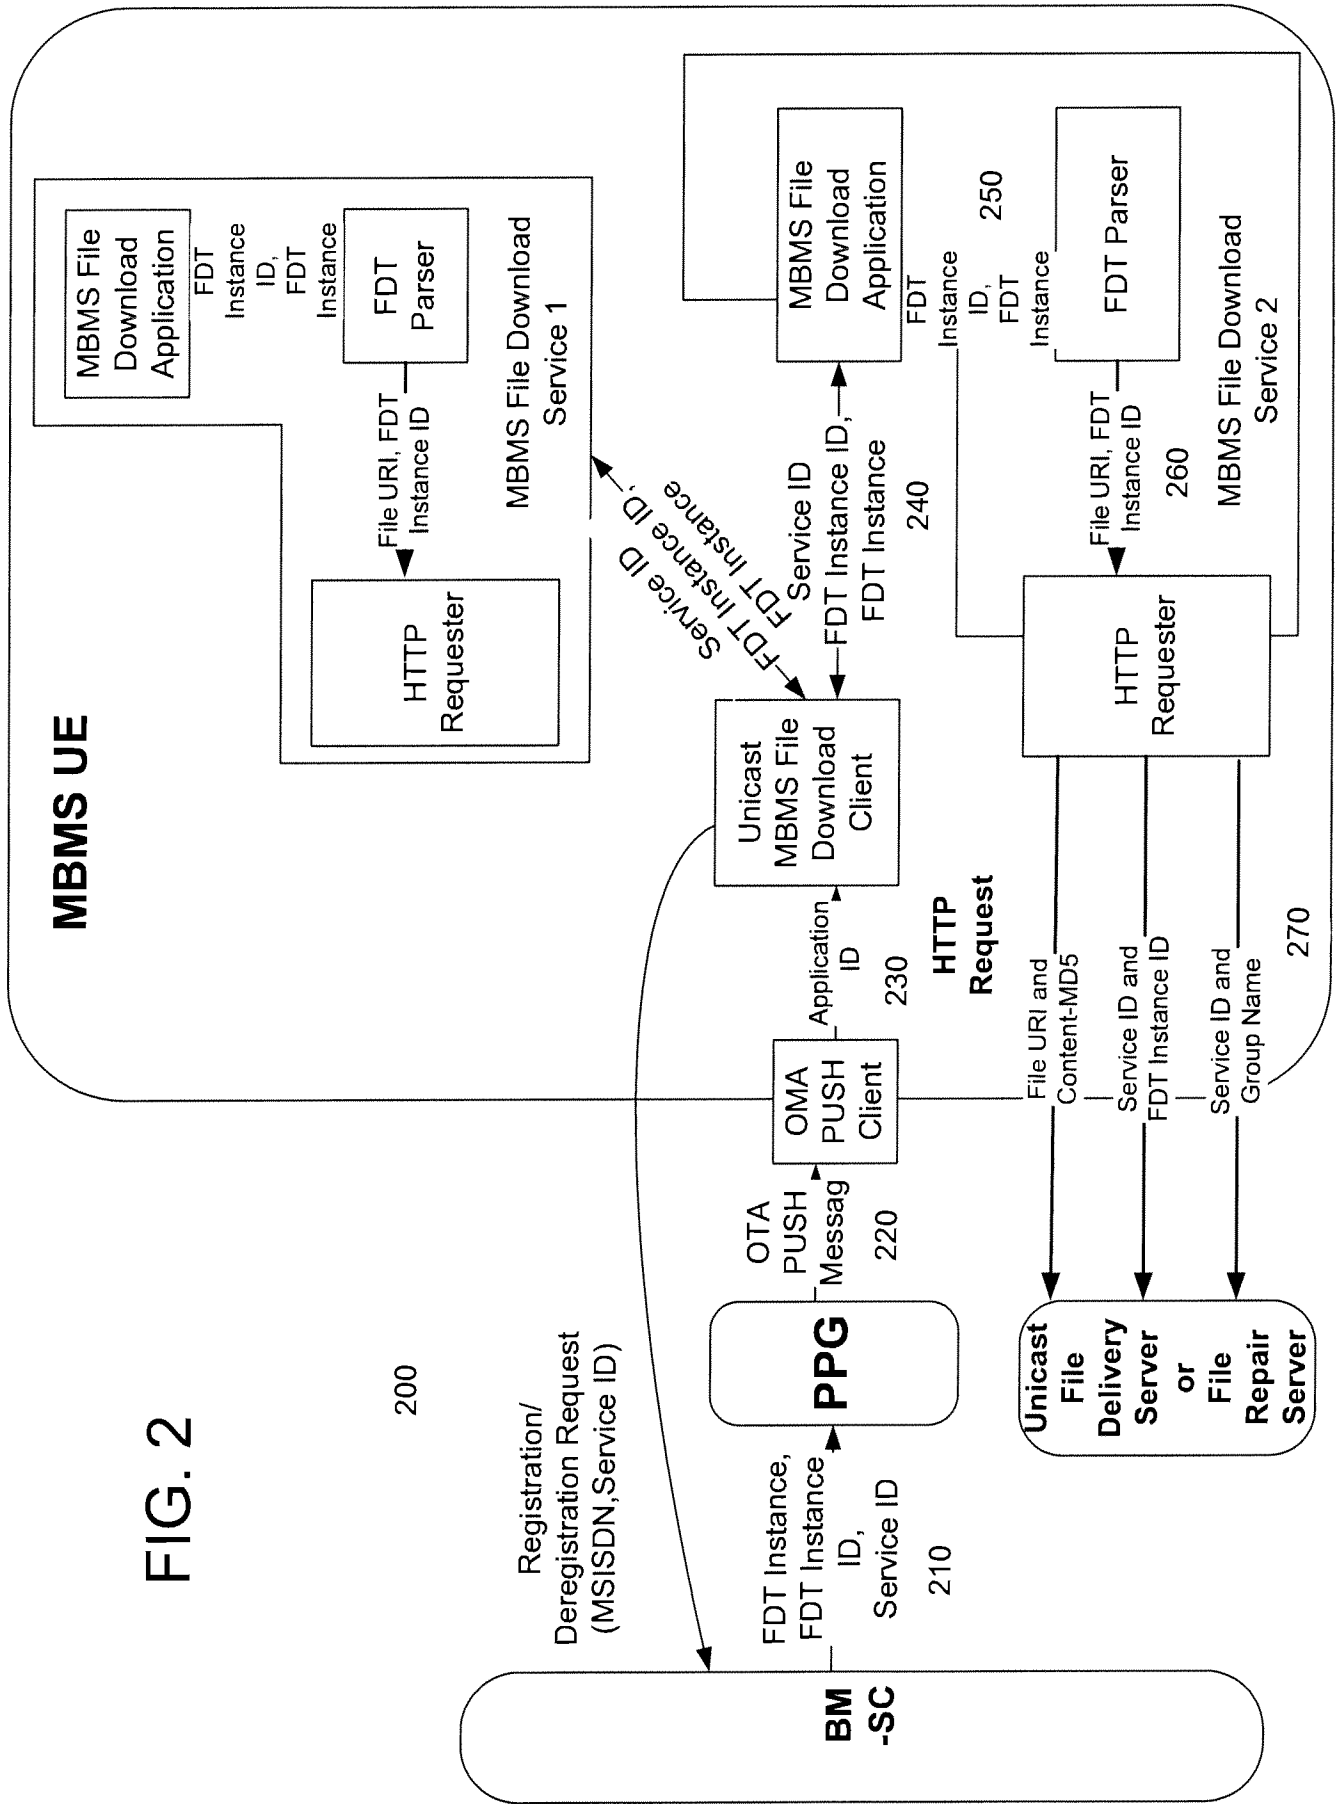 FIG. 2
200
MBMS UE
MBMS File
Download
Application
FDT
Instance
ID,
FDT
Instance
FDT
Parser
File URI, FDT
Instance ID
HTTP
Requester
MBMS File Download
Service 1
Registration/
Deregistration Request
(MSISDN,Service ID)
Service ID
FDT Instance ID,
FDT Instance
BM
-SC
FDT Instance,
FDT Instance
ID,
Service ID
210
PPG
OTA
PUSH
Messag
220
OMA
PUSH
Client
Application
ID
230
Unicast
MBMS File
Download
Client
Service ID
FDT Instance ID,
FDT Instance
240
MBMS File
Download
Application
FDT
Instance
ID,
FDT
Instance
250
FDT Parser
File URI, FDT
Instance ID
260
HTTP
Requester
MBMS File Download
Service 2
HTTP
Request
File URI and
Content-MD5
Service ID and
FDT Instance ID
Service ID and
Group Name
270
Unicast
File
Delivery
Server
or
File
Repair
Server